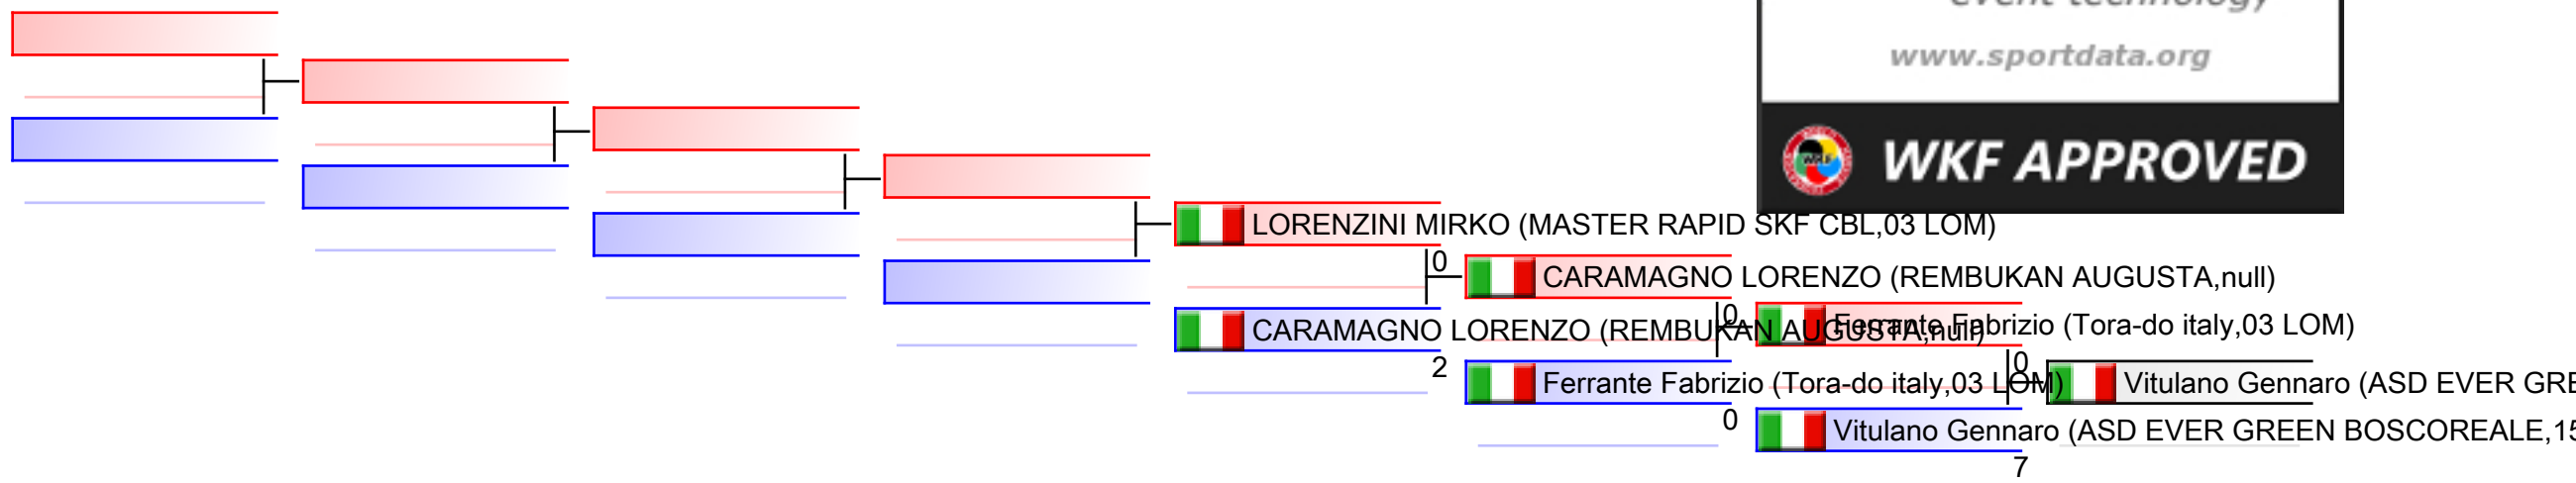 event technology
www.sportdata.org
WKF APPROVED
LORENZINI MIRKO (MASTER RAPID SKF CBL,03 LOM)
0
CARAMAGNO LORENZO (REMBUKAN AUGUSTA,null)
0
Ferrante Fabrizio (Tora-do italy,03 LOM)
CARAMAGNO LORENZO (REMBUKAN AUGUSTA,null)
2
0
Ferrante Fabrizio (Tora-do italy,03 LOM)
Vitulano Gennaro (ASD EVER GRE
0
Vitulano Gennaro (ASD EVER GREEN BOSCOREALE,15
7